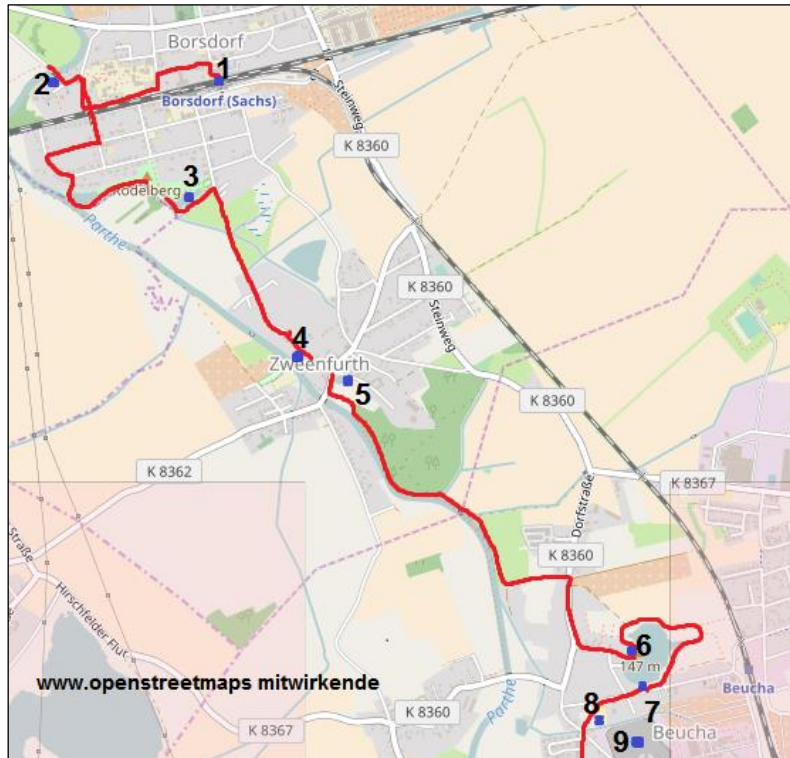 Borsdorf
1
2
Borsdorf (Sachs)
Steinweg
K 8360
3
Rodelberg
Parthe
K 8360
Steinweg
4
Zweenfurth
5
K 8360
K 8362
K 8367
Dorfstraße
Straße
K 8360
Hirschfelder Flut
6
147 m
www.openstreetmaps mitwirkende
Beucha
7
Parthe
K 8360
8
K 8367
9
Beucha